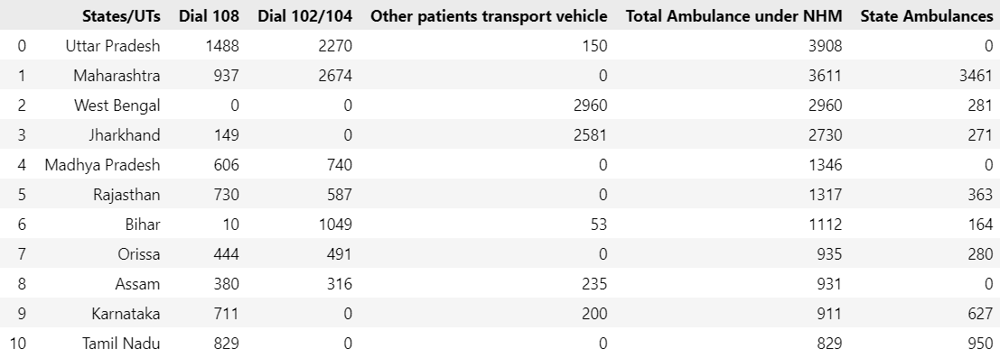 States/UTs Dial 108 Dial 102/104 Other patients transport vehicle Total Ambulance under NHM State Ambulances
0 Uttar Pradesh 1488 2270 150 3908 0
1 Maharashtra 937 2674 0 3611 3461
2 West Bengal 0 0 2960 2960 281
3 Jharkhand 149 0 2581 2730 271
4 Madhya Pradesh 606 740 0 1346 0
5 Rajasthan 730 587 0 1317 363
6 Bihar 10 1049 53 1112 164
7 Orissa 444 491 0 935 280
8 Assam 380 316 235 931 0
9 Karnataka 711 0 200 911 627
10 Tamil Nadu 829 0 0 829 950